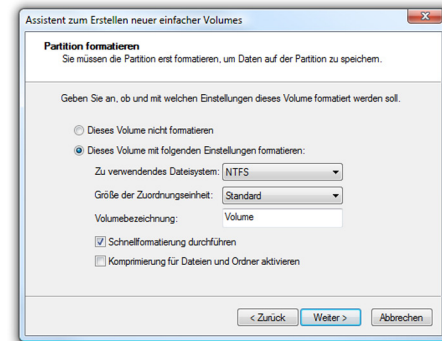 Assistent zum Erstellen neuer einfacher Volumes
Partition formatieren
Sie müssen die Partition erst formatieren, um Daten auf der Partition zu speichern.
Geben Sie an, ob und mit welchen Einstellungen dieses Volume formatiert werden soll.
Dieses Volume nicht formatieren
Dieses Volume mit folgenden Einstellungen formatieren:
Zu verwendendes Dateisystem: NTFS
Größe der Zuordnungseinheit: Standard
Volumebezeichnung: Volume
Schnellformatierung durchführen
Komprimierung für Dateien und Ordner aktivieren
< Zurück Weiter > Abbrechen